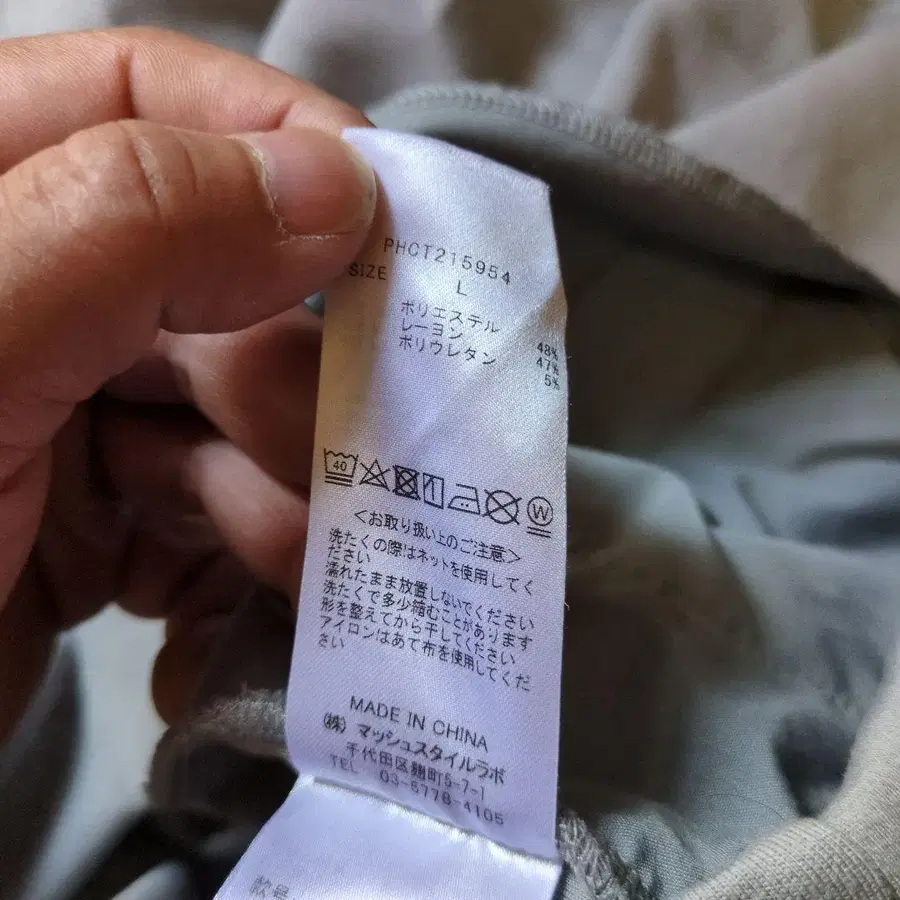 PHCT215954
SIZE L
ポリエステル 48%
レーヨン 47%
ポリウレタン 5%
40 W
<お取り扱い上のご注意>
洗たくの際はネットを使用してく
ださい
濡れたまま放置しないでください
洗たくで多少縮むことがあります
形を整えてから干してください
アイロンはあて布を使用してくだ
さい
MADE IN CHINA
㈱ マッシュスタイルラボ
千代田区麹町5-7-1
TEL 03-5778-4105
款号